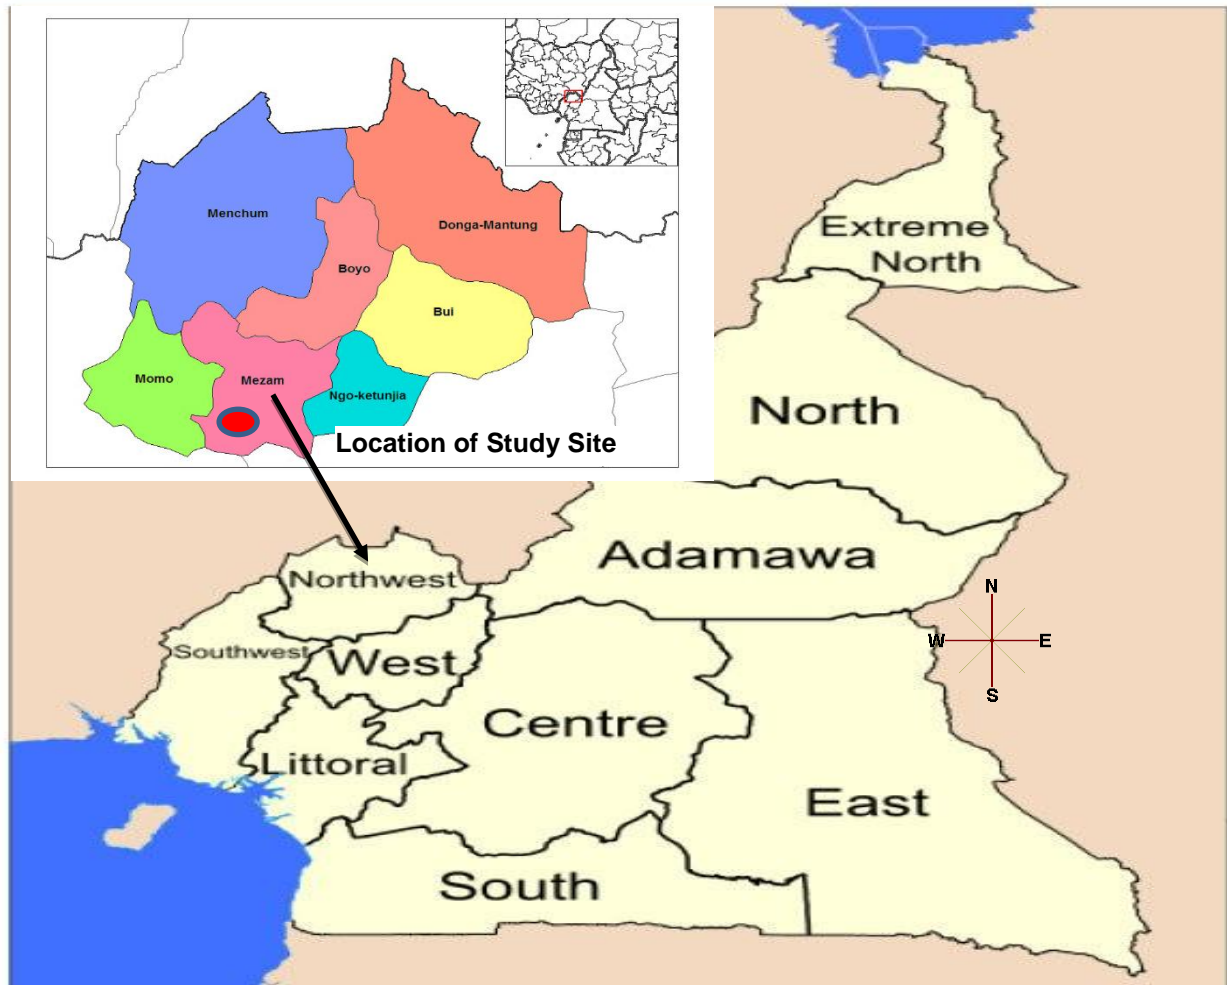 Menchum
Donga-Mantung
Boyo
Bui
Momo
Mezam
Ngo-ketunjia
Location of Study Site
Extreme
North
North
Adamawa
Northwest
Southwest
West
Centre
Littoral
East
South
N
W
E
S